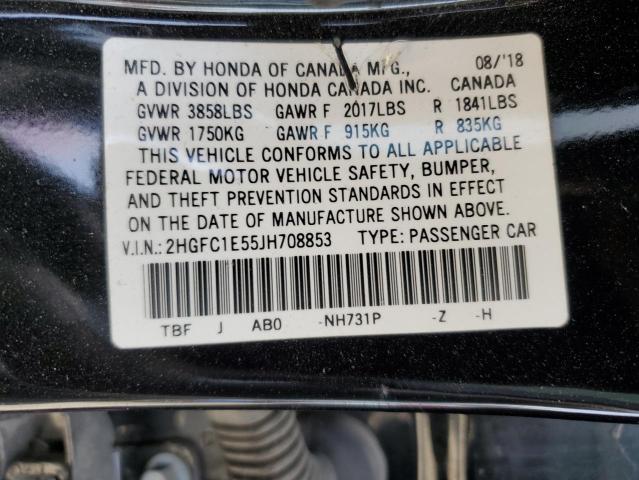 MFD. BY HONDA OF CANADA MFG., 08/'18
A DIVISION OF HONDA CANADA INC. CANADA
GVWR 3858LBS GAWR F 2017LBS R 1841LBS
GVWR 1750KG GAWR F 915KG R 835KG
THIS VEHICLE CONFORMS TO ALL APPLICABLE
FEDERAL MOTOR VEHICLE SAFETY, BUMPER,
AND THEFT PREVENTION STANDARDS IN EFFECT
ON THE DATE OF MANUFACTURE SHOWN ABOVE.
V.I.N.: 2HGFC1E55JH708853 TYPE: PASSENGER CAR
TBF J AB0 -NH731P -Z -H